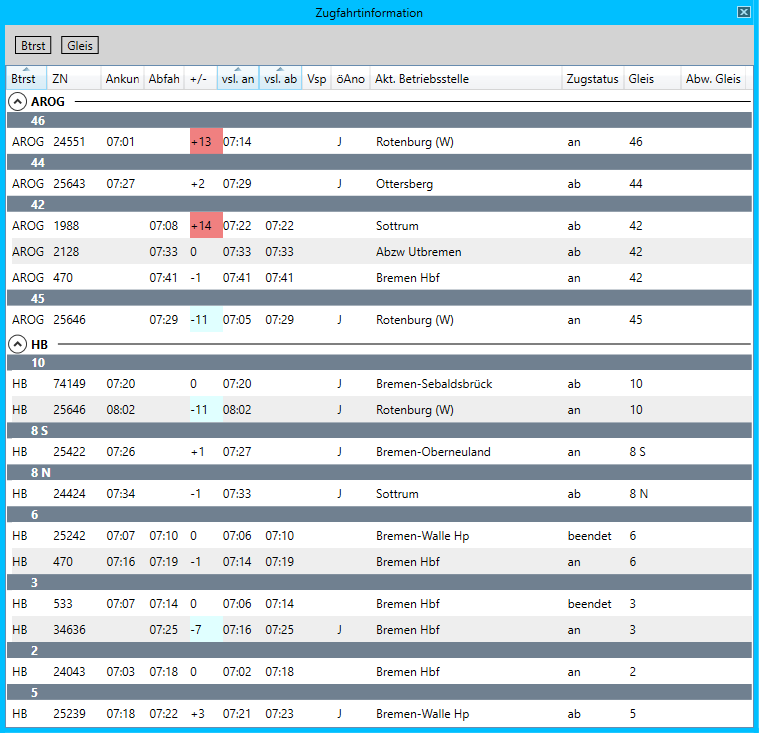 Zugfahrtinformation
Btrst Gleis
Btrst ZN Ankun Abfah +/- vsl. an vsl. ab Vsp öAno Akt. Betriebsstelle Zugstatus Gleis Abw. Gleis
AROG
46
AROG 24551 07:01 +13 07:14 J Rotenburg (W) an 46
44
AROG 25643 07:27 +2 07:29 J Ottersberg ab 44
42
AROG 1988 07:08 +14 07:22 07:22 Sottrum ab 42
AROG 2128 07:33 0 07:33 07:33 Abzw Utbremen ab 42
AROG 470 07:41 -1 07:41 07:41 Bremen Hbf an 42
45
AROG 25646 07:29 -11 07:05 07:29 J Rotenburg (W) an 45
HB
10
HB 74149 07:20 0 07:20 J Bremen-Sebaldsbrück ab 10
HB 25646 08:02 -11 08:02 J Rotenburg (W) an 10
8 S
HB 25422 07:26 +1 07:27 J Bremen-Oberneuland an 8 S
8 N
HB 24424 07:34 -1 07:33 J Sottrum ab 8 N
6
HB 25242 07:07 07:10 0 07:06 07:10 Bremen-Walle Hp beendet 6
HB 470 07:16 07:19 -1 07:14 07:19 Bremen Hbf an 6
3
HB 533 07:07 07:14 0 07:06 07:14 Bremen Hbf beendet 3
HB 34636 07:25 -7 07:16 07:25 J Bremen Hbf an 3
2
HB 24043 07:03 07:18 0 07:02 07:18 Bremen Hbf an 2
5
HB 25239 07:18 07:22 +3 07:21 07:23 J Bremen-Walle Hp ab 5